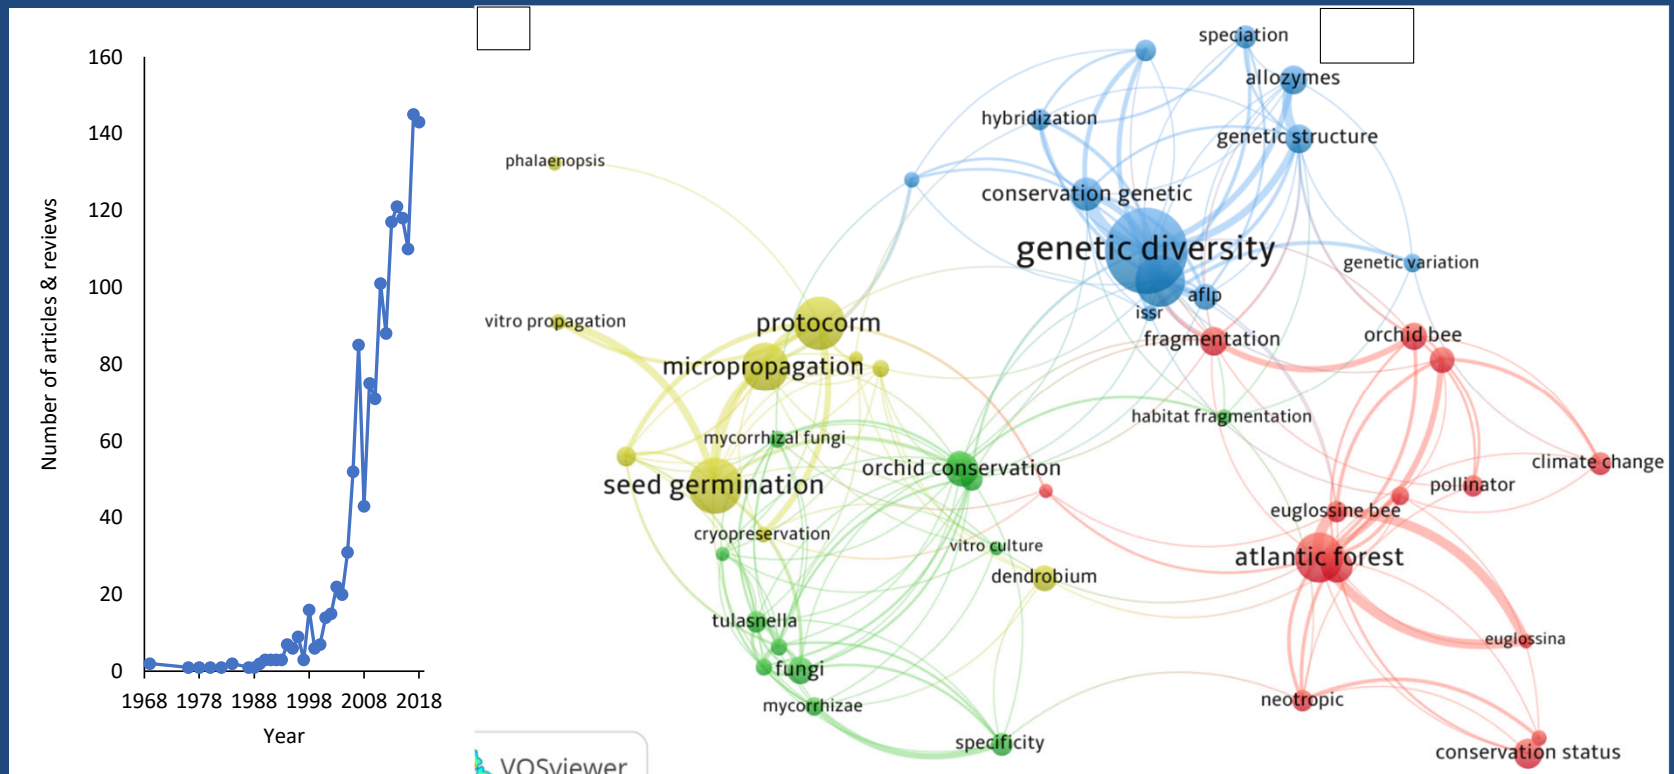 Number of articles & reviews
160
140
120
100
80
60
40
20
0
1968 1978 1988 1998 2008 2018
Year
speciation
allozymes
hybridization
genetic structure
phalaenopsis
conservation genetic
genetic diversity
genetic variation
aflp
issr
vitro propagation
protocorm
fragmentation
orchid bee
micropropagation
habitat fragmentation
mycorrhizal fungi
orchid conservation
climate change
seed germination
pollinator
euglossine bee
cryopreservation
vitro culture
atlantic forest
dendrobium
tulasnella
euglossina
fungi
neotropic
mycorrhizae
specificity
conservation status
VOSviewer